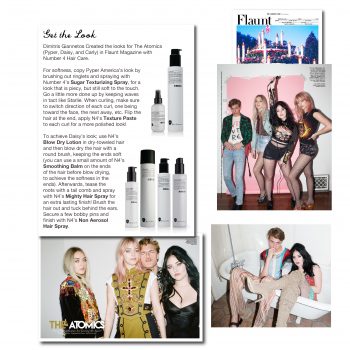 Get the Look
Dimitris Giannetos Created the looks for The Atomics
(Pyper, Daisy, and Carly) in Flaunt Magazine with
Number 4 Hair Care.
For softness, copy Pyper America's look by
brushing out ringlets and spraying with
Number 4's Sugar Texturizing Spray, for a
look that is piecy, but still soft to the touch.
Go a little more done up by keeping waves
in tact like Starlie. When curling, make sure
to switch direction of each curl, one being
toward the face, the next away, etc. Flip the
hair at the end, apply N4's Texture Paste
to each curl for a more polished look!
To achieve Daisy's look: use N4's
Blow Dry Lotion in dry-toweled hair
and then blow dry the hair with a
round brush, keeping the ends soft
(you can use a small amount of N4's
Smoothing Balm on the ends
of the hair before blow drying,
to achieve the softness in the
ends). Afterwards, tease the
roots with a tail comb and spray
with N4's Mighty Hair Spray for
an extra lasting finish! Brush the
hair out and tuck behind the ears.
Secure a few bobby pins and
finish with N4's Non Aerosol
Hair Spray.
Flaunt
THE ATOMICS